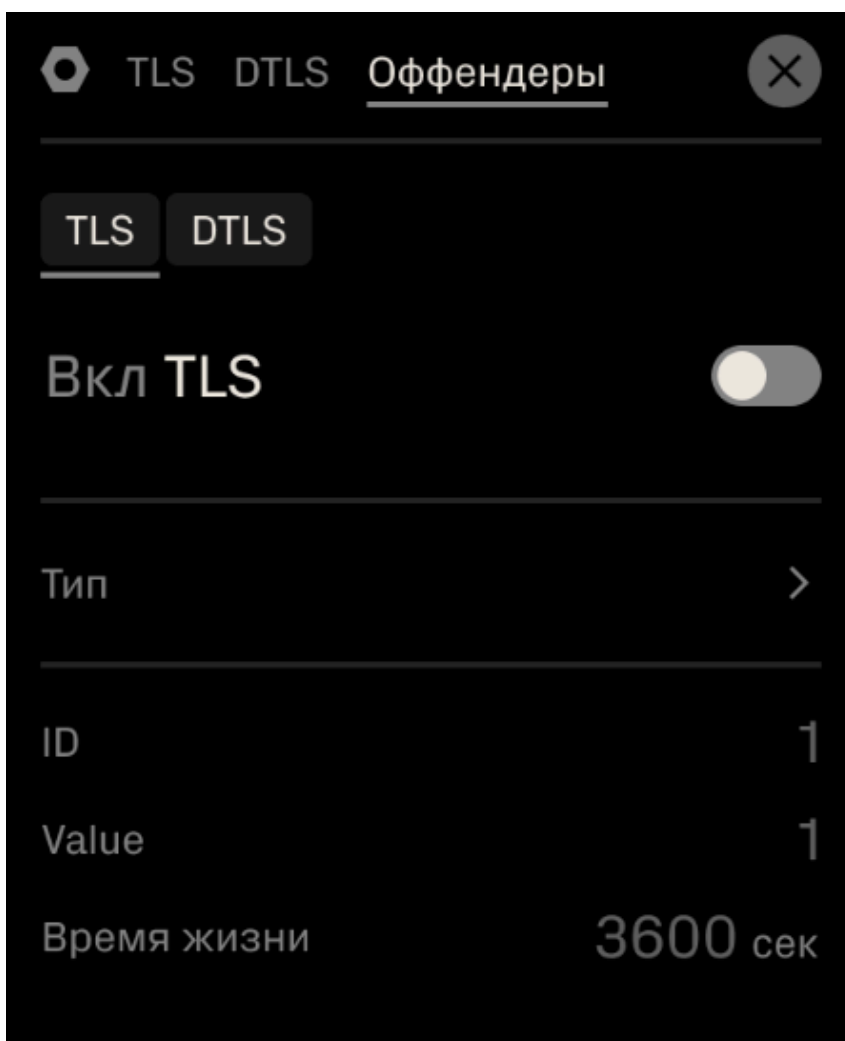 TLS DTLS Оффендеры
TLS DTLS
Вкл TLS
Тип
ID 1
Value 1
Время жизни 3600 сек